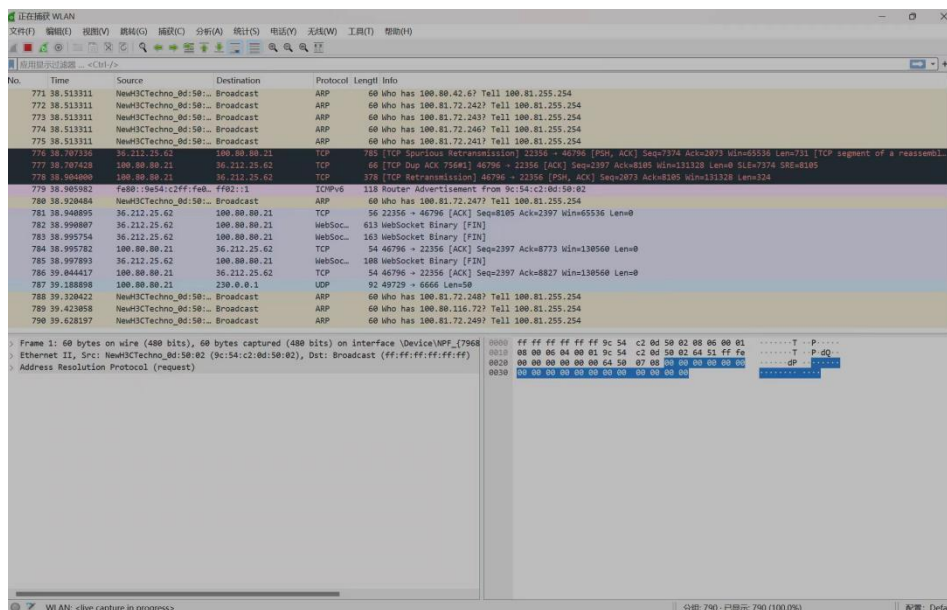 正在捕获 WLAN
文件(F) 编辑(E) 视图(V) 跳转(G) 捕获(C) 分析(A) 统计(S) 电话(Y) 无线(W) 工具(T) 帮助(H)
应用显示过滤器 … <Ctrl-/>
No. Time Source Destination Protocol Lengtl Info
771 38.513311 NewH3CTechno_0d:50:… Broadcast ARP 60 Who has 100.80.42.6? Tell 100.81.255.254
772 38.513311 NewH3CTechno_0d:50:… Broadcast ARP 60 Who has 100.81.72.242? Tell 100.81.255.254
773 38.513311 NewH3CTechno_0d:50:… Broadcast ARP 60 Who has 100.81.72.243? Tell 100.81.255.254
774 38.513311 NewH3CTechno_0d:50:… Broadcast ARP 60 Who has 100.81.72.246? Tell 100.81.255.254
775 38.513311 NewH3CTechno_0d:50:… Broadcast ARP 60 Who has 100.81.72.241? Tell 100.81.255.254
776 38.707336 36.212.25.62 100.80.80.21 TCP 785 [TCP Spurious Retransmission] 22356 → 46796 [PSH, ACK] Seq=7374 Ack=2073 Win=65536 Len=731 [TCP segment of a reassembl…
777 38.707428 100.80.80.21 36.212.25.62 TCP 66 [TCP Dup ACK 756#1] 46796 → 22356 [ACK] Seq=2397 Ack=8105 Win=131328 Len=0 SLE=7374 SRE=8105
778 38.904000 100.80.80.21 36.212.25.62 TCP 378 [TCP Retransmission] 46796 → 22356 [PSH, ACK] Seq=2073 Ack=8105 Win=131328 Len=324
779 38.905982 fe80::9e54:c2ff:fe0… ff02::1 ICMPv6 118 Router Advertisement from 9c:54:c2:0d:50:02
780 38.920484 NewH3CTechno_0d:50:… Broadcast ARP 60 Who has 100.81.72.247? Tell 100.81.255.254
781 38.940895 36.212.25.62 100.80.80.21 TCP 56 22356 → 46796 [ACK] Seq=8105 Ack=2397 Win=65536 Len=0
782 38.990807 36.212.25.62 100.80.80.21 WebSoc… 613 WebSocket Binary [FIN]
783 38.995754 36.212.25.62 100.80.80.21 WebSoc… 163 WebSocket Binary [FIN]
784 38.995782 100.80.80.21 36.212.25.62 TCP 54 46796 → 22356 [ACK] Seq=2397 Ack=8773 Win=130560 Len=0
785 38.997893 36.212.25.62 100.80.80.21 WebSoc… 108 WebSocket Binary [FIN]
786 39.044417 100.80.80.21 36.212.25.62 TCP 54 46796 → 22356 [ACK] Seq=2397 Ack=8827 Win=130560 Len=0
787 39.188898 100.80.80.21 230.0.0.1 UDP 92 49729 → 6666 Len=50
788 39.320422 NewH3CTechno_0d:50:… Broadcast ARP 60 Who has 100.81.72.248? Tell 100.81.255.254
789 39.423058 NewH3CTechno_0d:50:… Broadcast ARP 60 Who has 100.80.116.72? Tell 100.81.255.254
790 39.628197 NewH3CTechno_0d:50:… Broadcast ARP 60 Who has 100.81.72.249? Tell 100.81.255.254
Frame 1: 60 bytes on wire (480 bits), 60 bytes captured (480 bits) on interface \Device\NPF_{7968
Ethernet II, Src: NewH3CTechno_0d:50:02 (9c:54:c2:0d:50:02), Dst: Broadcast (ff:ff:ff:ff:ff:ff)
Address Resolution Protocol (request)
0000 ff ff ff ff ff ff 9c 54 c2 0d 50 02 08 06 00 01 ·······T ··P·····
0010 08 00 06 04 00 01 9c 54 c2 0d 50 02 64 51 ff fe ·······T ··P·dQ··
0020 00 00 00 00 00 00 64 50 07 08 00 00 00 00 00 00 ······dP ········
0030 00 00 00 00 00 00 00 00 00 00 00 00 ········ ····
WLAN: <live capture in progress>
分组: 790 · 已显示: 790 (100.0%)
配置: Defa